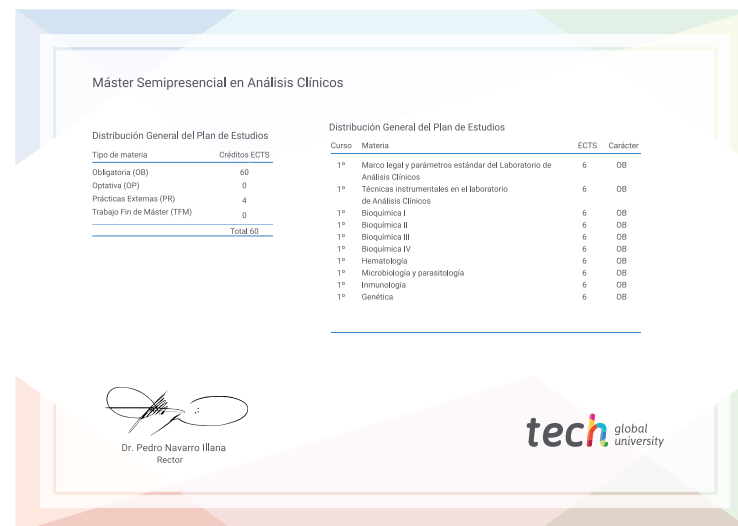 Máster Semipresencial en Análisis Clínicos
Distribución General del Plan de Estudios
Tipo de materia Créditos ECTS
Obligatoria (OB) 60
Optativa (OP) 0
Prácticas Externas (PR) 4
Trabajo Fin de Máster (TFM) 0
Total 60
Distribución General del Plan de Estudios
Curso Materia ECTS Carácter
1º Marco legal y parámetros estándar del Laboratorio de 6 OB
Análisis Clínicos
1º Técnicas instrumentales en el laboratorio 6 OB
de Análisis Clínicos
1º Bioquímica I 6 OB
1º Bioquímica II 6 OB
1º Bioquímica III 6 OB
1º Bioquímica IV 6 OB
1º Hematología 6 OB
1º Microbiología y parasitología 6 OB
1º Inmunología 6 OB
1º Genética 6 OB
Dr. Pedro Navarro Illana
Rector
tech global
university